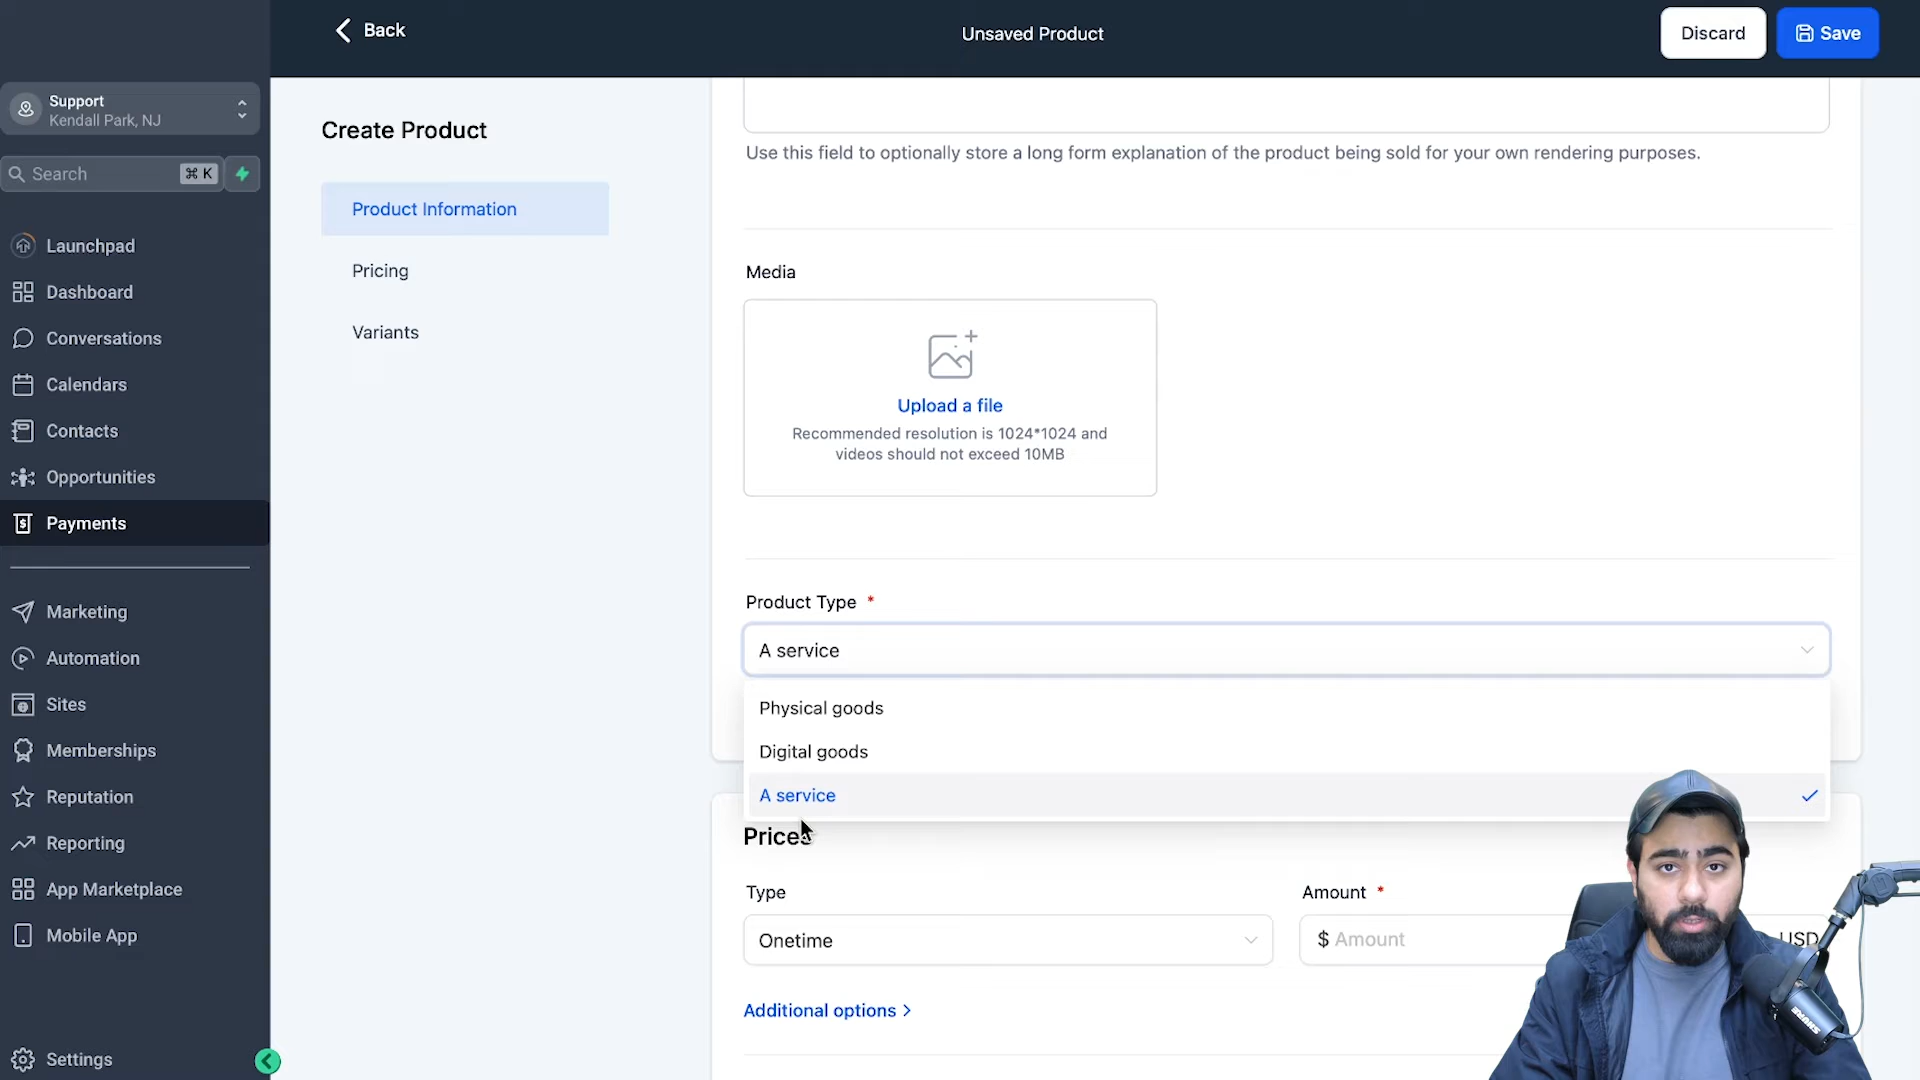 Back
Unsaved Product
Discard
Save
Support
Kendall Park, NJ
Search
⌘ K
Launchpad
Dashboard
Conversations
Calendars
Contacts
Opportunities
Payments
Marketing
Automation
Sites
Memberships
Reputation
Reporting
App Marketplace
Mobile App
Settings
Create Product
Product Information
Pricing
Variants
Use this field to optionally store a long form explanation of the product being sold for your own rendering purposes.
Media
Upload a file
Recommended resolution is 1024*1024 and
videos should not exceed 10MB
Product Type *
A service
Physical goods
Digital goods
A service
Prices
Type
Onetime
Amount *
$ Amount
USD
Additional options >
SHURE